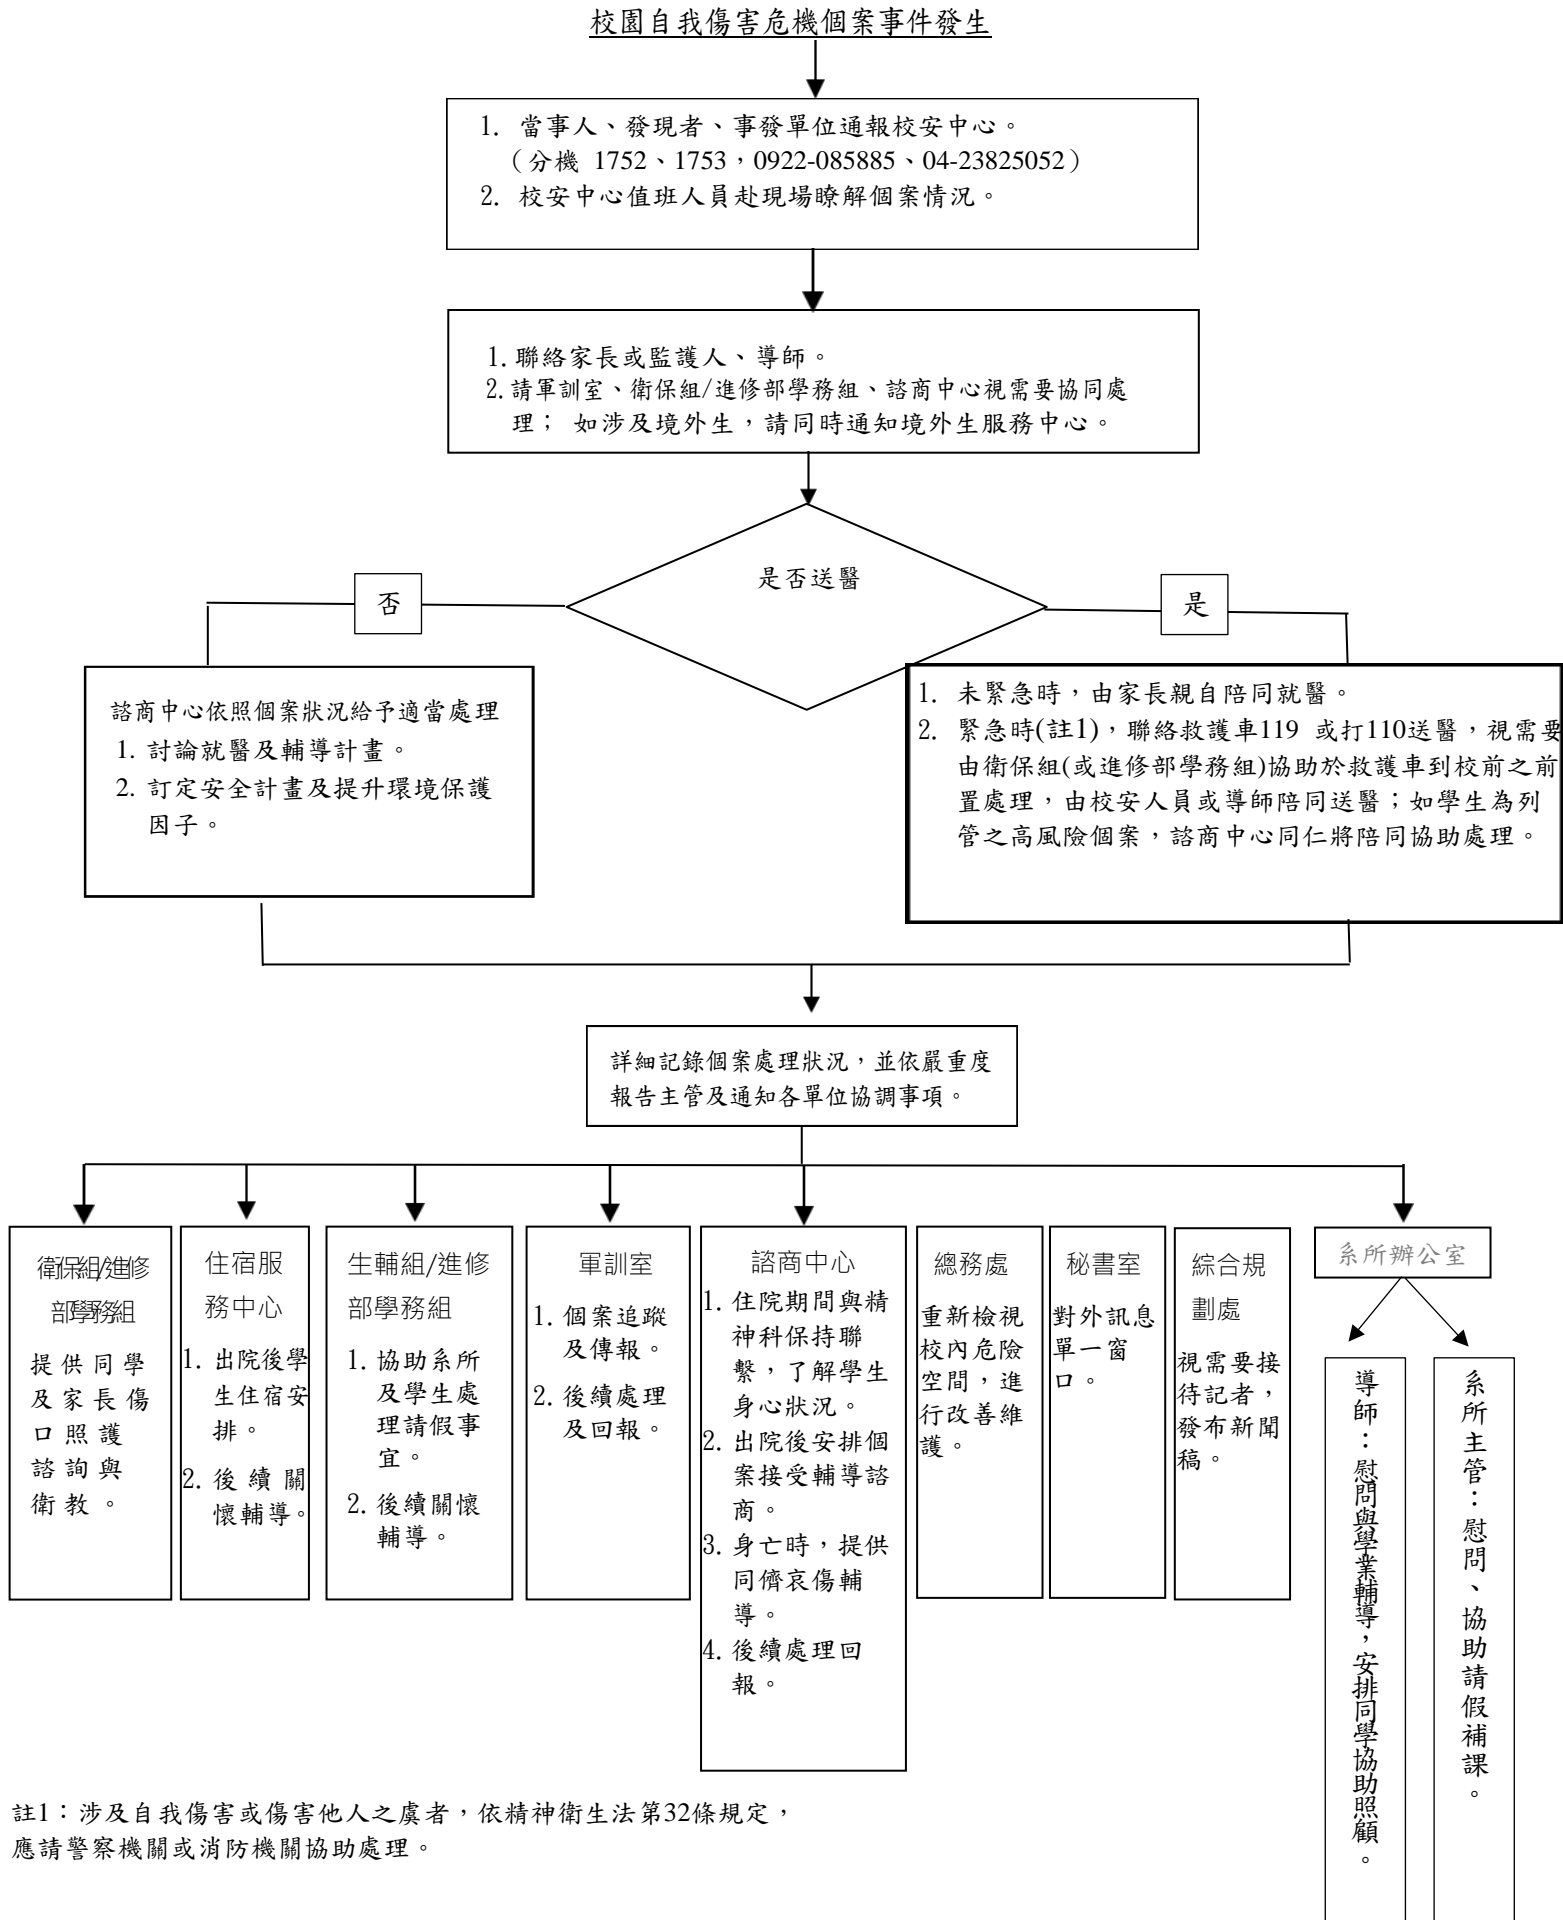 校園自我傷害危機個案事件發生
1. 當事人、發現者、事發單位通報校安中心。
（分機 1752、1753，0922-085885、04-23825052）
2. 校安中心值班人員赴現場瞭解個案情況。
1. 聯絡家長或監護人、導師。
2. 請軍訓室、衛保組/進修部學務組、諮商中心視需要協同處
理； 如涉及境外生，請同時通知境外生服務中心。
是否送醫
否
是
諮商中心依照個案狀況給予適當處理
1. 討論就醫及輔導計畫。
2. 訂定安全計畫及提升環境保護
因子。
1. 未緊急時，由家長親自陪同就醫。
2. 緊急時(註1)，聯絡救護車119 或打110送醫，視需要
由衛保組(或進修部學務組)協助於救護車到校前之前
置處理，由校安人員或導師陪同送醫；如學生為列
管之高風險個案，諮商中心同仁將陪同協助處理。
詳細記錄個案處理狀況，並依嚴重度
報告主管及通知各單位協調事項。
衛保組/進修
部學務組
提供同學
及家長傷
口照護
諮詢與
衛教。
住宿服
務中心
1. 出院後學
生住宿安
排。
2. 後續關
懷輔導。
生輔組/進修
部學務組
1. 協助系所
及學生處
理請假事
宜。
2. 後續關懷
輔導。
軍訓室
1. 個案追蹤
及傳報。
2. 後續處理
及回報。
諮商中心
1. 住院期間與精
神科保持聯
繫，了解學生
身心狀況。
2. 出院後安排個
案接受輔導諮
商。
3. 身亡時，提供
同儕哀傷輔
導。
4. 後續處理回
報。
總務處
重新檢視
校內危險
空間，進
行改善維
護。
秘書室
對外訊息
單一窗
口。
綜合規
劃處
視需要接
待記者，
發布新聞
稿。
系所辦公室
導師：慰問與學業輔導，安排同學協助照顧。
系所主管：慰問、協助請假補課。
註1：涉及自我傷害或傷害他人之虞者，依精神衛生法第32條規定，
應請警察機關或消防機關協助處理。